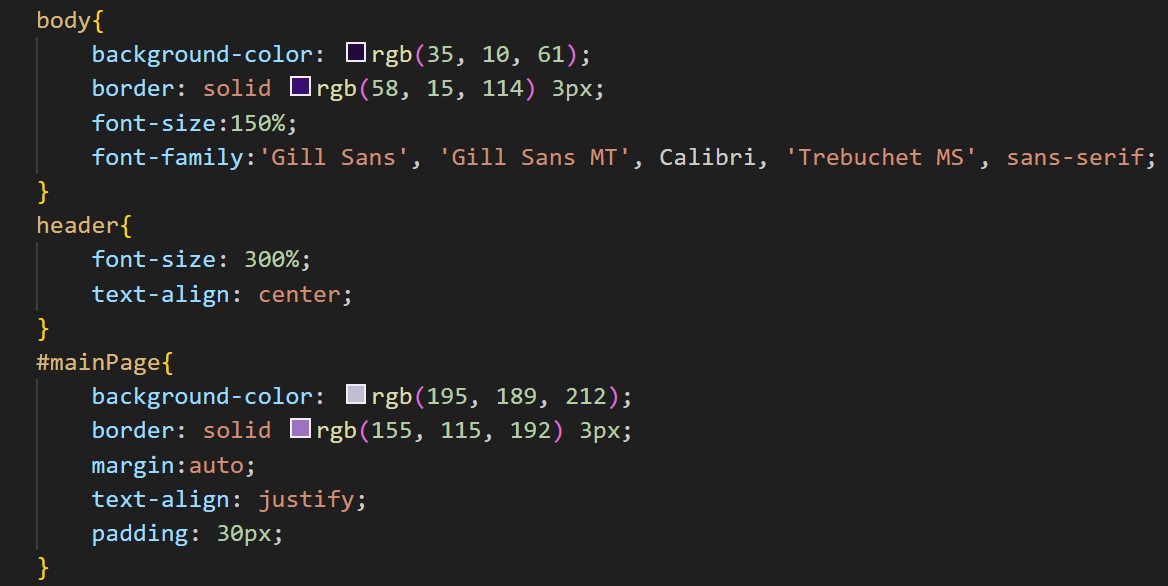 body{
    background-color: rgb(35, 10, 61);
    border: solid rgb(58, 15, 114) 3px;
    font-size:150%;
    font-family:'Gill Sans', 'Gill Sans MT', Calibri, 'Trebuchet MS', sans-serif;
}
header{
    font-size: 300%;
    text-align: center;
}
#mainPage{
    background-color: rgb(195, 189, 212);
    border: solid rgb(155, 115, 192) 3px;
    margin:auto;
    text-align: justify;
    padding: 30px;
}